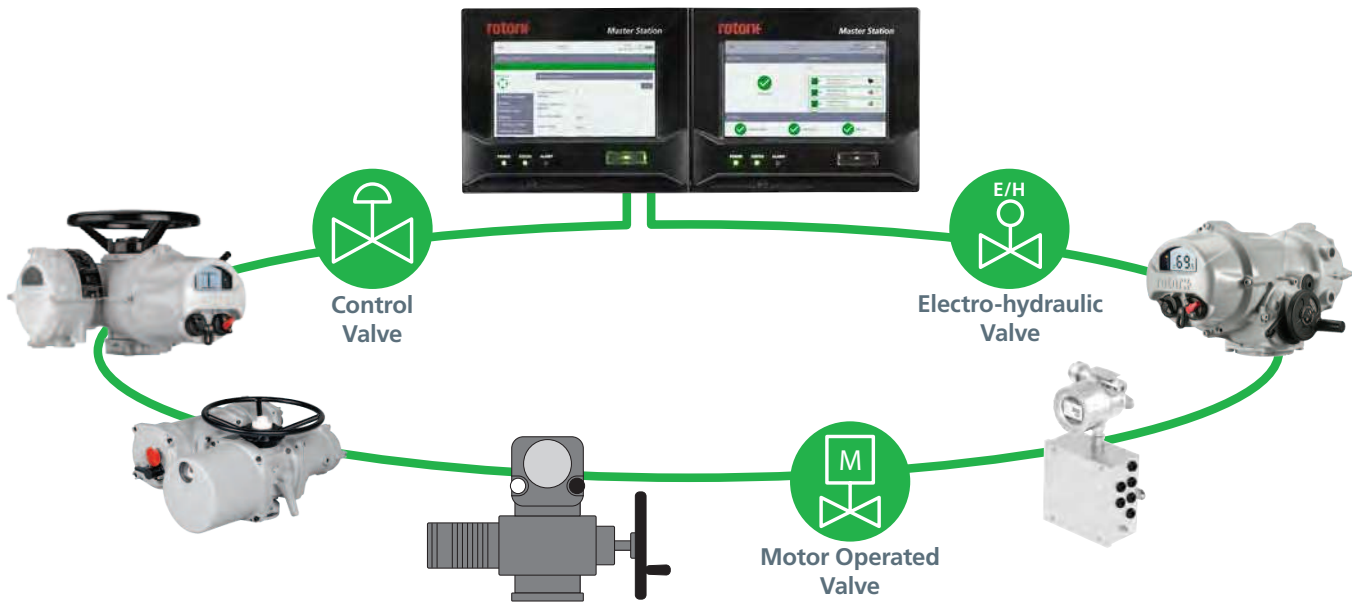 rotork
Master Station
rotork
Master Station
POWER STATUS ALARM
POWER STATUS ALARM
E/H
Control
Valve
Electro-hydraulic
Valve
69
rotork
M
Motor Operated
Valve